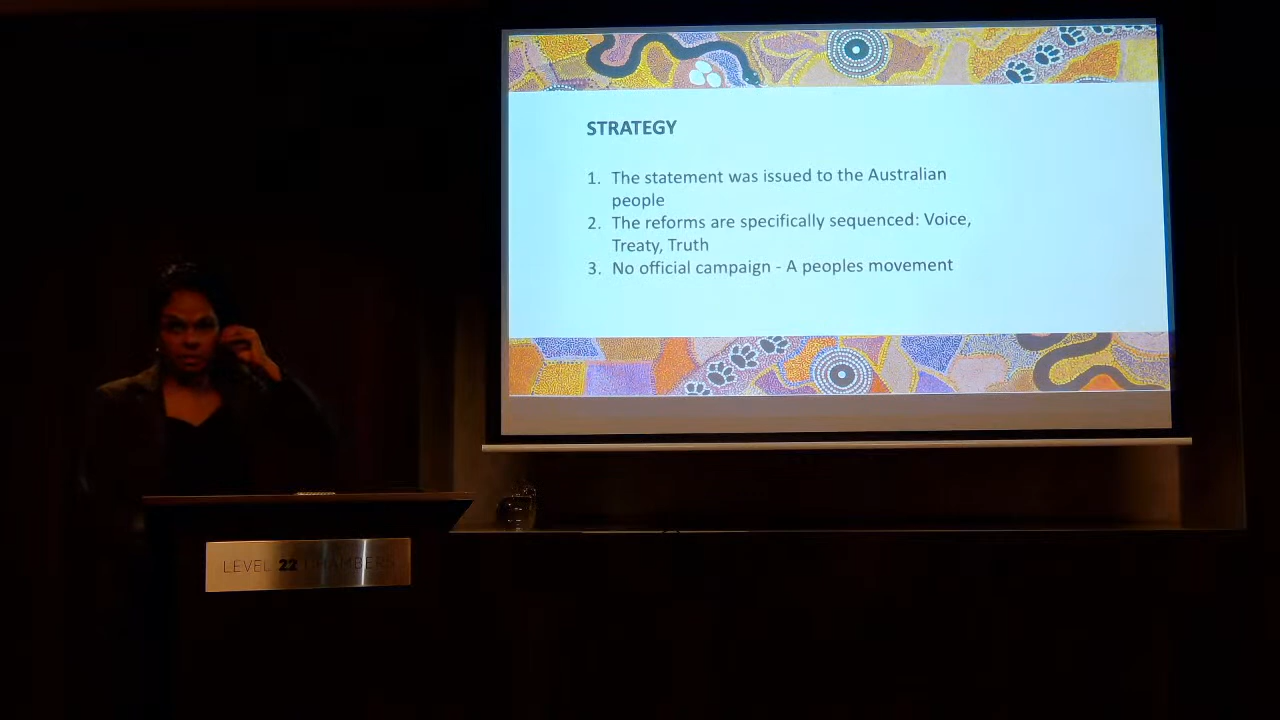 STRATEGY
1. The statement was issued to the Australian
people
2. The reforms are specifically sequenced: Voice,
Treaty, Truth
3. No official campaign - A peoples movement
LEVEL 22 CHAMBERS